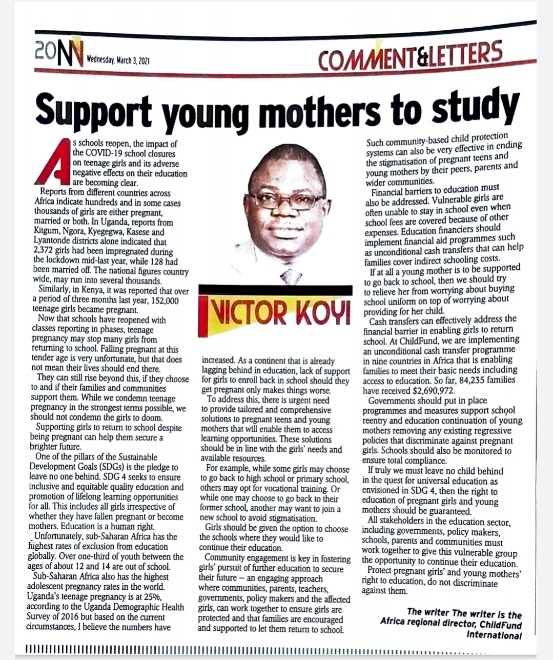 20 NN Wednesday, March 3, 2021
COMMENT&LETTERS
Support young mothers to study
As schools reopen, the impact of
the COVID-19 school closures
on teenage girls and its adverse
negative effects on their education
are becoming clear.
Reports from different countries across
Africa indicate hundreds and in some cases
thousands of girls are either pregnant,
married or both. In Uganda, reports from
Kitgum, Ngora, Kyegegwa, Kasese and
Lyantonde districts alone indicated that
2,372 girls had been impregnated during
the lockdown mid-last year, while 128 had
been married off. The national figures country
wide, may run into several thousands.
Similarly, in Kenya, it was reported that over
a period of three months last year, 152,000
teenage girls became pregnant.
Now that schools have reopened with
classes reporting in phases, teenage
pregnancy may stop many girls from
returning to school. Falling pregnant at this
tender age is very unfortunate, but that does
not mean their lives should end there.
They can still rise beyond this, if they choose
to and if their families and communities
support them. While we condemn teenage
pregnancy in the strongest terms possible, we
should not condemn the girls to doom.
Supporting girls to return to school despite
being pregnant can help them secure a
brighter future.
One of the pillars of the Sustainable
Development Goals (SDGs) is the pledge to
leave no one behind. SDG 4 seeks to ensure
inclusive and equitable quality education and
promotion of lifelong learning opportunities
for all. This includes all girls irrespective of
whether they have fallen pregnant or become
mothers. Education is a human right.
Unfortunately, sub-Saharan Africa has the
highest rates of exclusion from education
globally. Over one-third of youth between the
ages of about 12 and 14 are out of school.
Sub-Saharan Africa also has the highest
adolescent pregnancy rates in the world.
Uganda's teenage pregnancy is at 25%,
according to the Uganda Demographic Health
Survey of 2016 but based on the current
circumstances, I believe the numbers have
VICTOR KOYI
increased. As a continent that is already
lagging behind in education, lack of support
for girls to enroll back in school should they
get pregnant only makes things worse.
To address this, there is urgent need
to provide tailored and comprehensive
solutions to pregnant teens and young
mothers that will enable them to access
learning opportunities. These solutions
should be in line with the girls' needs and
available resources.
For example, while some girls may choose
to go back to high school or primary school,
others may opt for vocational training. Or
while one may choose to go back to their
former school, another may want to join a
new school to avoid stigmatisation.
Girls should be given the option to choose
the schools where they would like to
continue their education.
Community engagement is key in fostering
girls' pursuit of further education to secure
their future – an engaging approach
where communities, parents, teachers,
governments, policy makers and the affected
girls, can work together to ensure girls are
protected and that families are encouraged
and supported to let them return to school.
Such community-based child protection
systems can also be very effective in ending
the stigmatisation of pregnant teens and
young mothers by their peers, parents and
wider communities.
Financial barriers to education must
also be addressed. Vulnerable girls are
often unable to stay in school even when
school fees are covered because of other
expenses. Education financiers should
implement financial aid programmes such
as unconditional cash transfers that can help
families cover indirect schooling costs.
If at all a young mother is to be supported
to go back to school, then we should try
to relieve her from worrying about buying
school uniform on top of worrying about
providing for her child.
Cash transfers can effectively address the
financial barrier in enabling girls to return
school. At ChildFund, we are implementing
an unconditional cash transfer programme
in nine countries in Africa that is enabling
families to meet their basic needs including
access to education. So far, 84,235 families
have received $2,690,972.
Governments should put in place
programmes and measures support school
reentry and education continuation of young
mothers removing any existing regressive
policies that discriminate against pregnant
girls. Schools should also be monitored to
ensure total compliance.
If truly we must leave no child behind
in the quest for universal education as
envisioned in SDG 4, then the right to
education of pregnant girls and young
mothers should be guaranteed.
All stakeholders in the education sector,
including governments, policy makers,
schools, parents and communities must
work together to give this vulnerable group
the opportunity to continue their education.
Protect pregnant girls' and young mothers'
right to education, do not discriminate
against them.
The writer The writer is the
Africa regional director, ChildFund
International